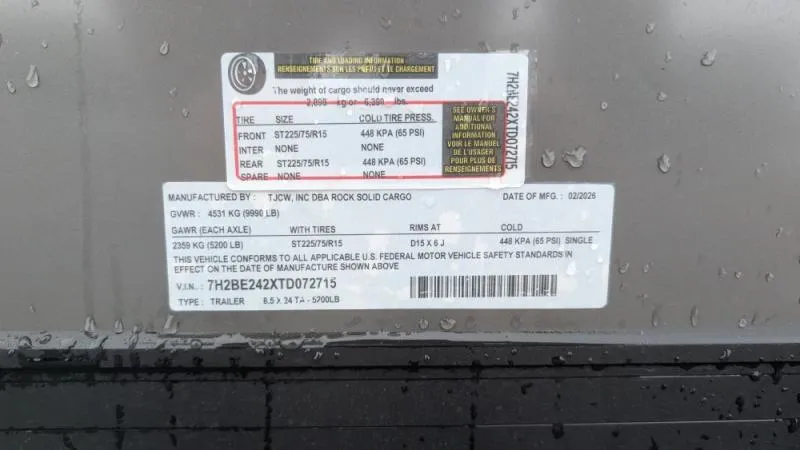 TIRE AND LOADING INFORMATION
RENSEIGNEMENTS SUR LES PNEUS ET LE CHARGEMENT
The weight of cargo should never exceed
kg or lbs.
TIRE SIZE COLD TIRE PRESS.
FRONT ST225/75/R15 448 KPA (65 PSI)
INTER NONE NONE
REAR ST225/75/R15 448 KPA (65 PSI)
SPARE NONE NONE
SEE OWNER'S
MANUAL FOR
ADDITIONAL
INFORMATION
VOIR LE MANUEL
DE L'USAGER
POUR PLUS DE
RENSEIGNEMENTS
7H2BE242XTD072715
MANUFACTURED BY: TJCW, INC DBA ROCK SOLID CARGO DATE OF MFG. : 02/2026
GVWR : 4531 KG (9990 LB)
GAWR (EACH AXLE) WITH TIRES RIMS AT COLD
2359 KG (5200 LB) ST225/75/R15 D15 X 6 J 448 KPA (65 PSI) SINGLE
THIS VEHICLE CONFORMS TO ALL APPLICABLE U.S. FEDERAL MOTOR VEHICLE SAFETY STANDARDS IN
EFFECT ON THE DATE OF MANUFACTURE SHOWN ABOVE
V.I.N.: 7H2BE242XTD072715
TYPE : TRAILER 8.5 X 24 TA - 5200LB